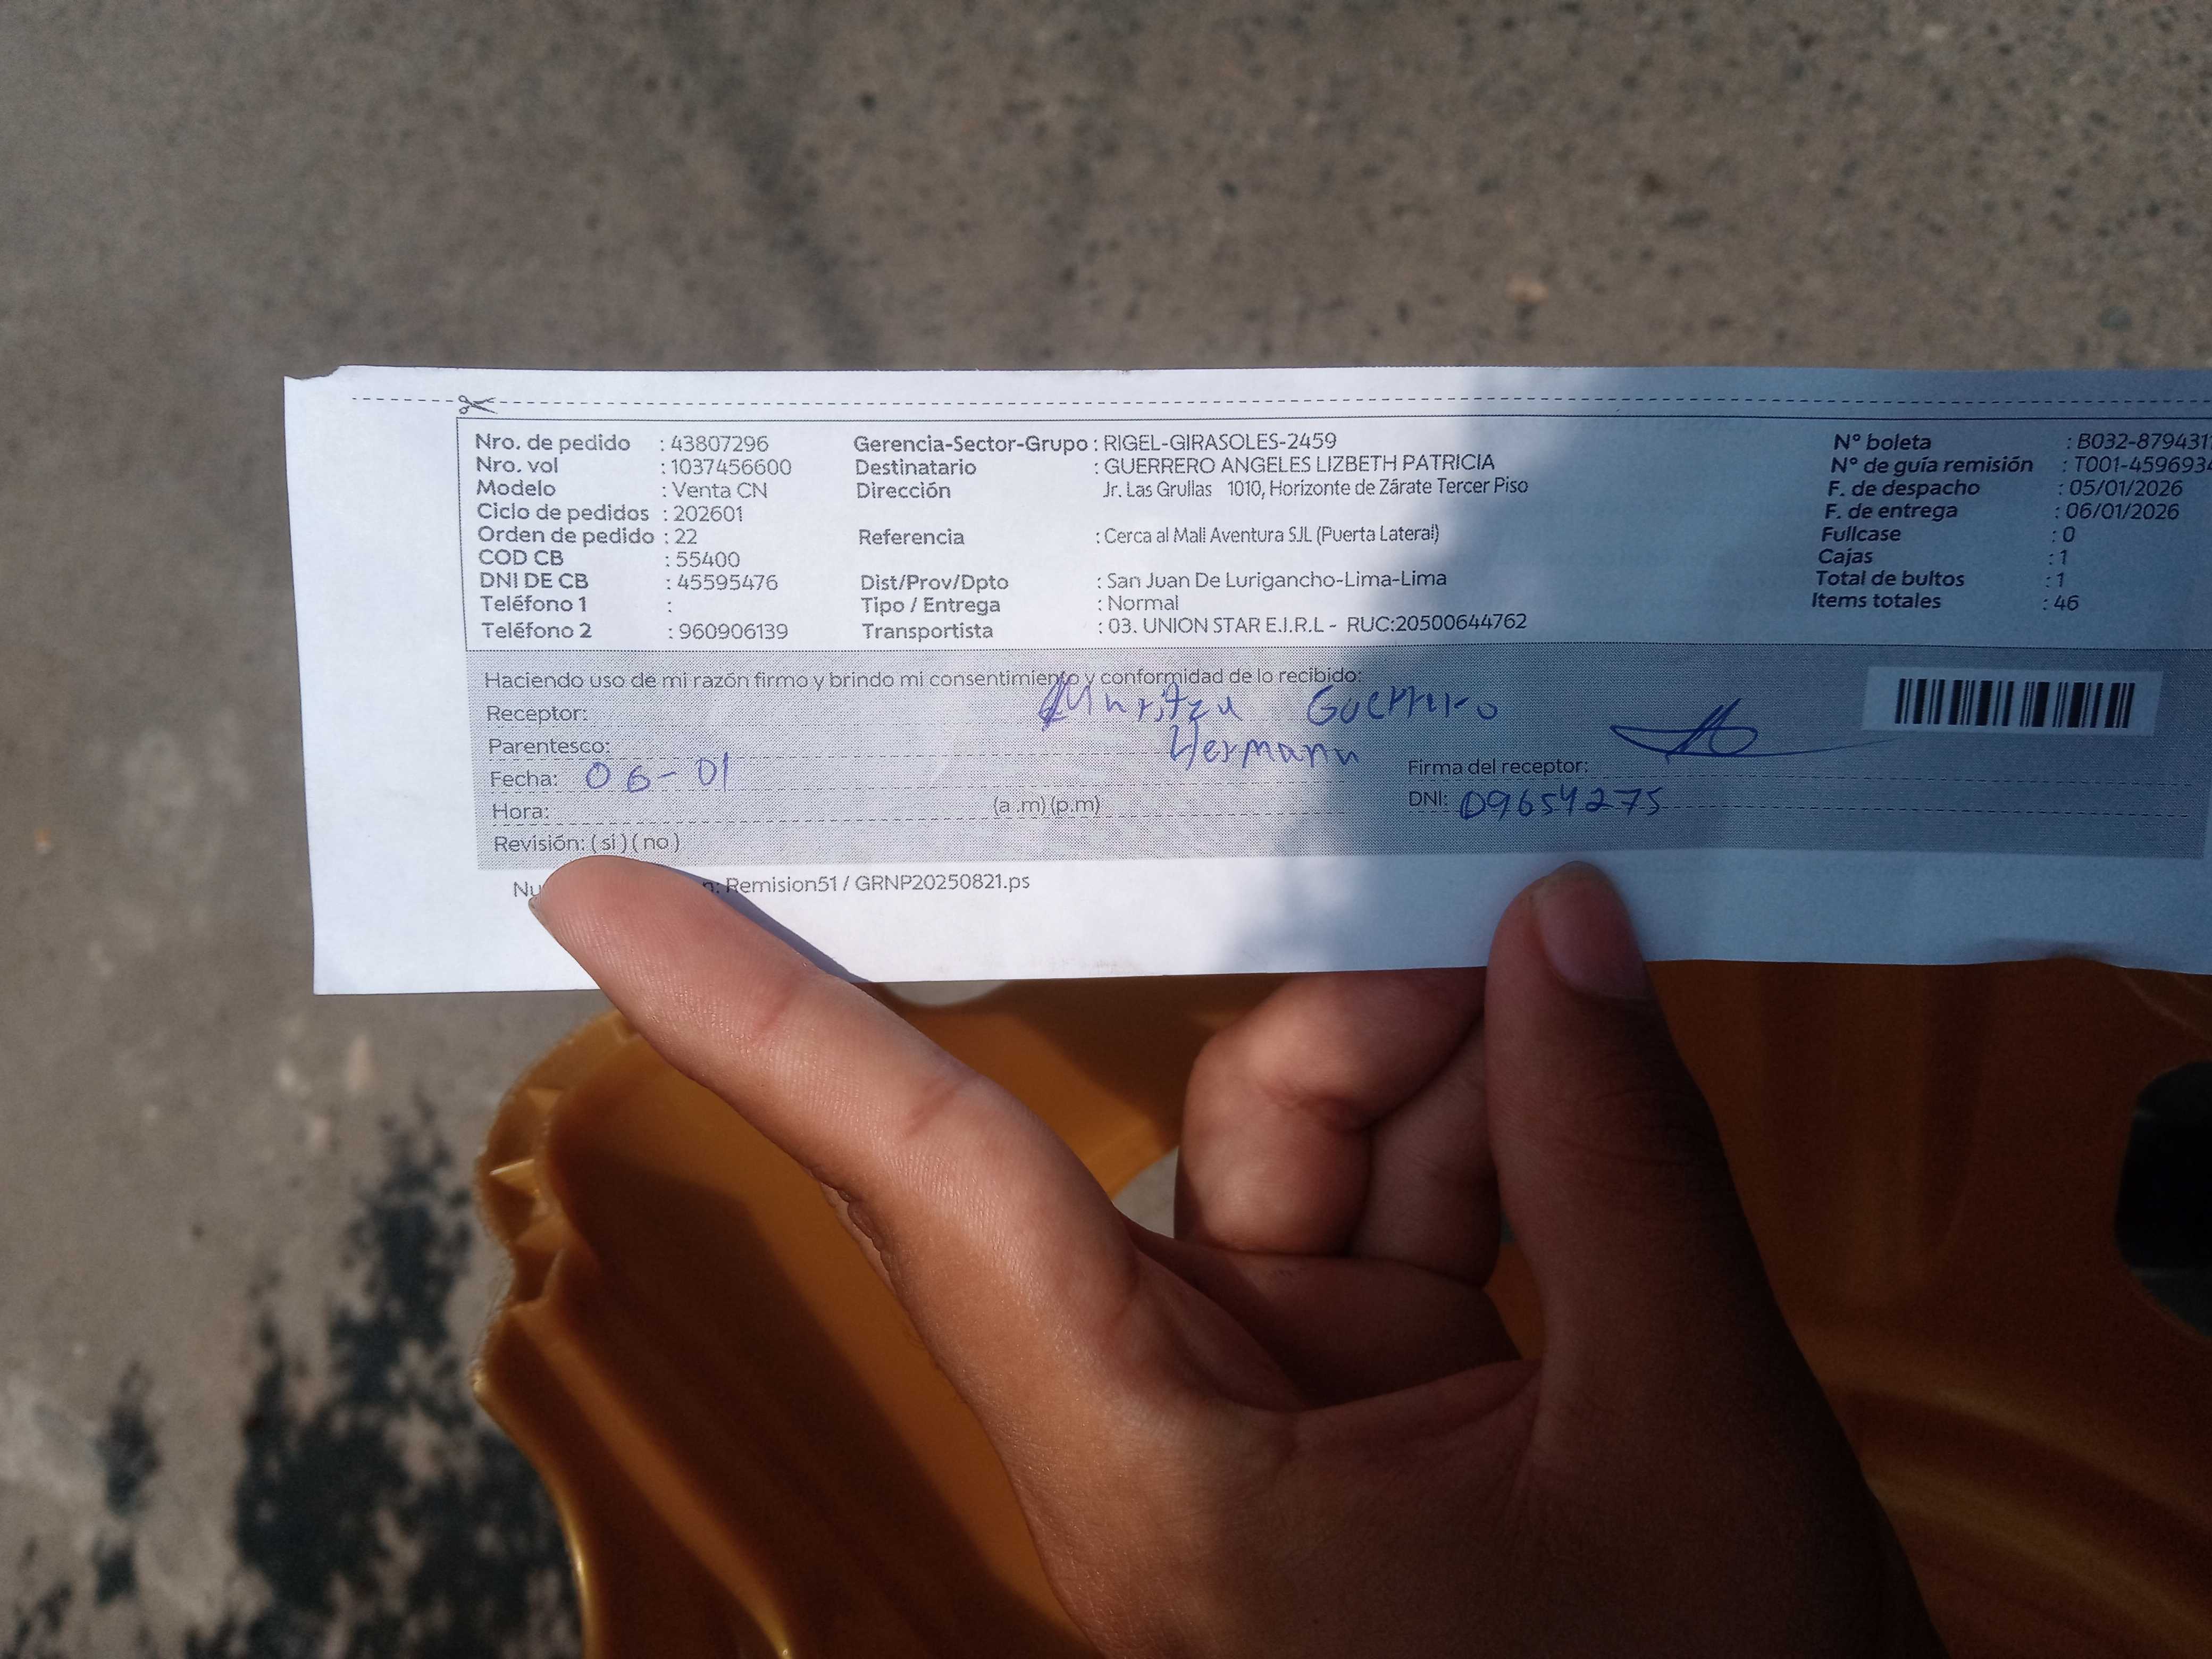 Nro. de pedido : 43807296 Gerencia-Sector-Grupo : RIGEL-GIRASOLES-2459 N° boleta : B032-879431
Nro. vol : 1037456600 Destinatario : GUERRERO ANGELES LIZBETH PATRICIA N° de guía remisión : T001-4596934
Modelo : Venta CN Dirección Jr. Las Grullas 1010, Horizonte de Zárate Tercer Piso F. de despacho : 05/01/2026
Ciclo de pedidos : 202601 F. de entrega : 06/01/2026
Orden de pedido : 22 Referencia : Cerca al Mali Aventura SJL (Puerta Lateral) Fullcase : 0
COD CB : 55400 Cajas : 1
DNI DE CB : 45595476 Dist/Prov/Dpto : San Juan De Lurigancho-Lima-Lima Total de bultos : 1
Teléfono 1 : Tipo / Entrega : Normal Items totales : 46
Teléfono 2 : 960906139 Transportista : 03. UNION STAR E.I.R.L - RUC:20500644762
Haciendo uso de mi razón firmo y brindo mi consentimiento y conformidad de lo recibido:
Receptor: Guerrero
Parentesco: Hermana
Fecha: 06-01 Firma del receptor:
Hora: (a.m) (p.m) DNI: 09654275
Revisión: ( si ) ( no )
Remision51 / GRNP20250821.ps